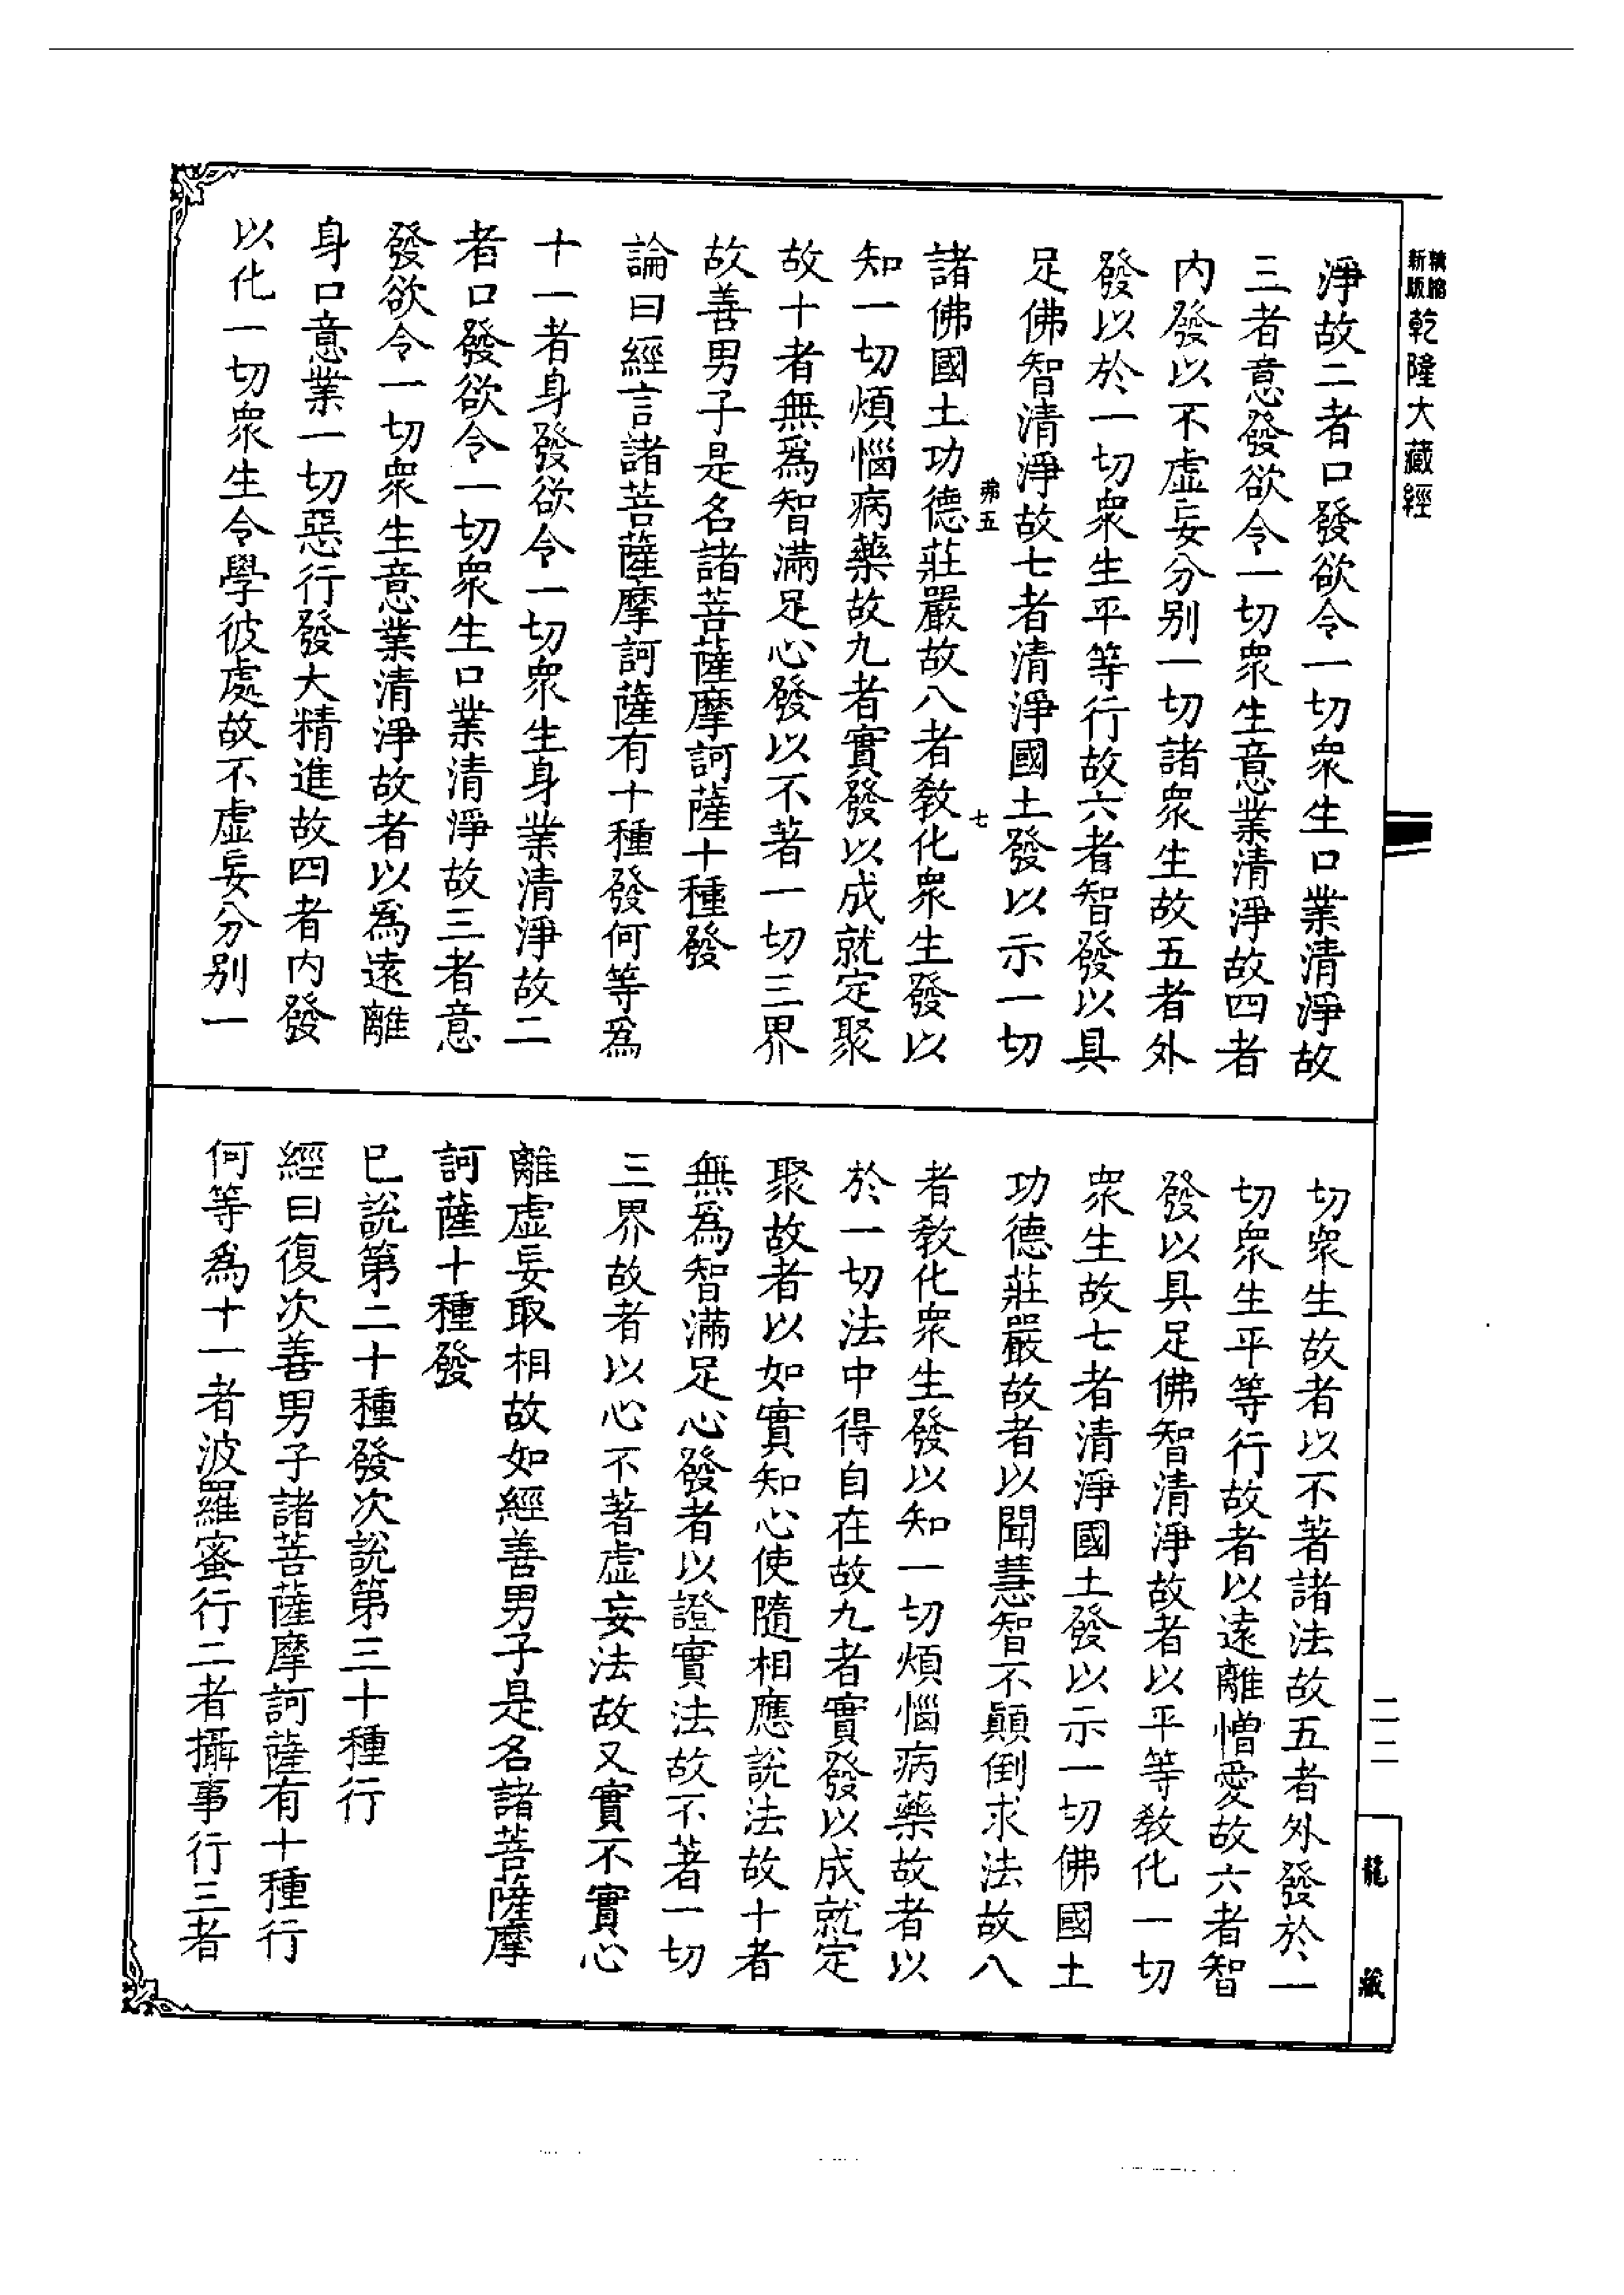 新版精縮乾隆大藏經
淨故二者口發欲令一切衆生口業清淨故
三者意發欲令一切衆生意業清淨故四者
内發以不虛妄分別一切諸衆生故五者外
發以於一切衆生平等行故六者智發以具
足佛智清淨故七者清淨國土發以示一切
弗五 七
諸佛國土功德莊嚴故八者教化衆生發以
知一切煩惱病藥故九者實發以成就定聚
故十者無爲智滿足心發以不著一切三界
故善男子是名諸菩薩摩訶薩十種發
論曰經言諸菩薩摩訶薩有十種發何等爲
十一者身發欲令一切衆生身業清淨故二
者口發欲令一切衆生口業清淨故三者意
發欲令一切衆生意業清淨故者以爲遠離
身口意業一切惡行發大精進故四者内發
以化一切衆生令學彼處故不虛妄分別一
切衆生故者以不著諸法故五者外發於一
切衆生平等行故者以遠離憎愛故六者智
發以具足佛智清淨故者以平等教化一切
衆生故七者清淨國土發以示一切佛國土
功德莊嚴故者以聞慧智不顚倒求法故八
者教化衆生發以知一切煩惱病藥故者以
於一切法中得自在故九者實發以成就定
聚故者以如實知心使隨相應說法故十者
無爲智滿足心發者以證實法故不著一切
三界故者以心不著虛妄法故又實不實心
離虛妄取相故如經善男子是名諸菩薩摩
訶薩十種發
已說第二十種發次說第三十種行
經曰復次善男子諸菩薩摩訶薩有十種行
何等爲十一者波羅蜜行二者攝事行三者
二二
龍藏